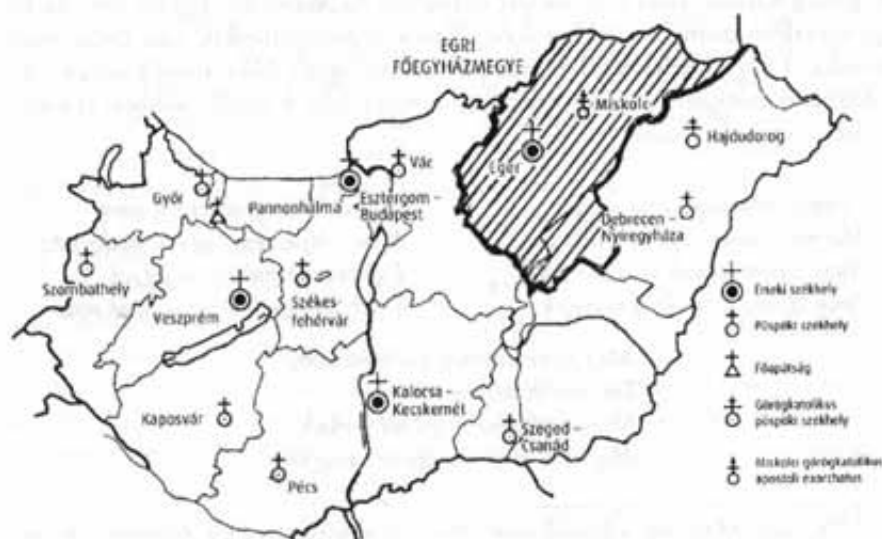 EGRI
FŐEGYHÁZMEGYE
Miskolc
Hajdúdorog
Eger
Vác
Győr
Pannonhalma
Esztergom –
Budapest
Debrecen –
Nyíregyháza
Szombathely
Veszprém
Székes
fehérvár
Kaposvár
Kalocsa –
Kecskemét
Szeged –
Csanád
Pécs
Érseki székhely
Püspöki székhely
Főapátság
Görögkatolikus
püspöki székhely
Miskolci görögkatolikus
apostoli exarchátus